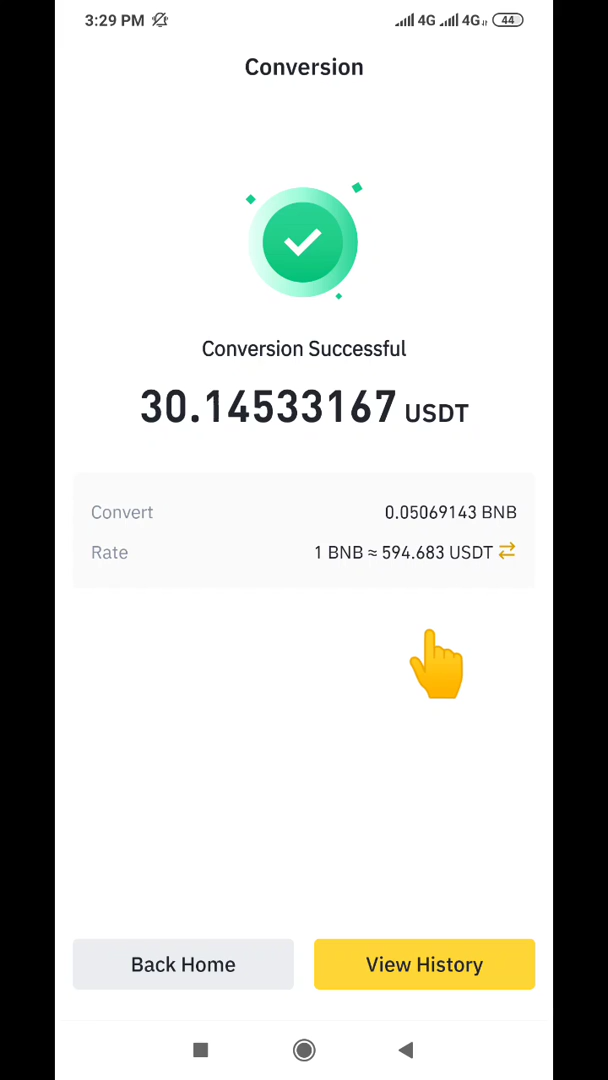 3:29 PM 4G 4G 44
Conversion
Conversion Successful
30.14533167 USDT
Convert 0.05069143 BNB
Rate 1 BNB ≈ 594.683 USDT
Back Home View History